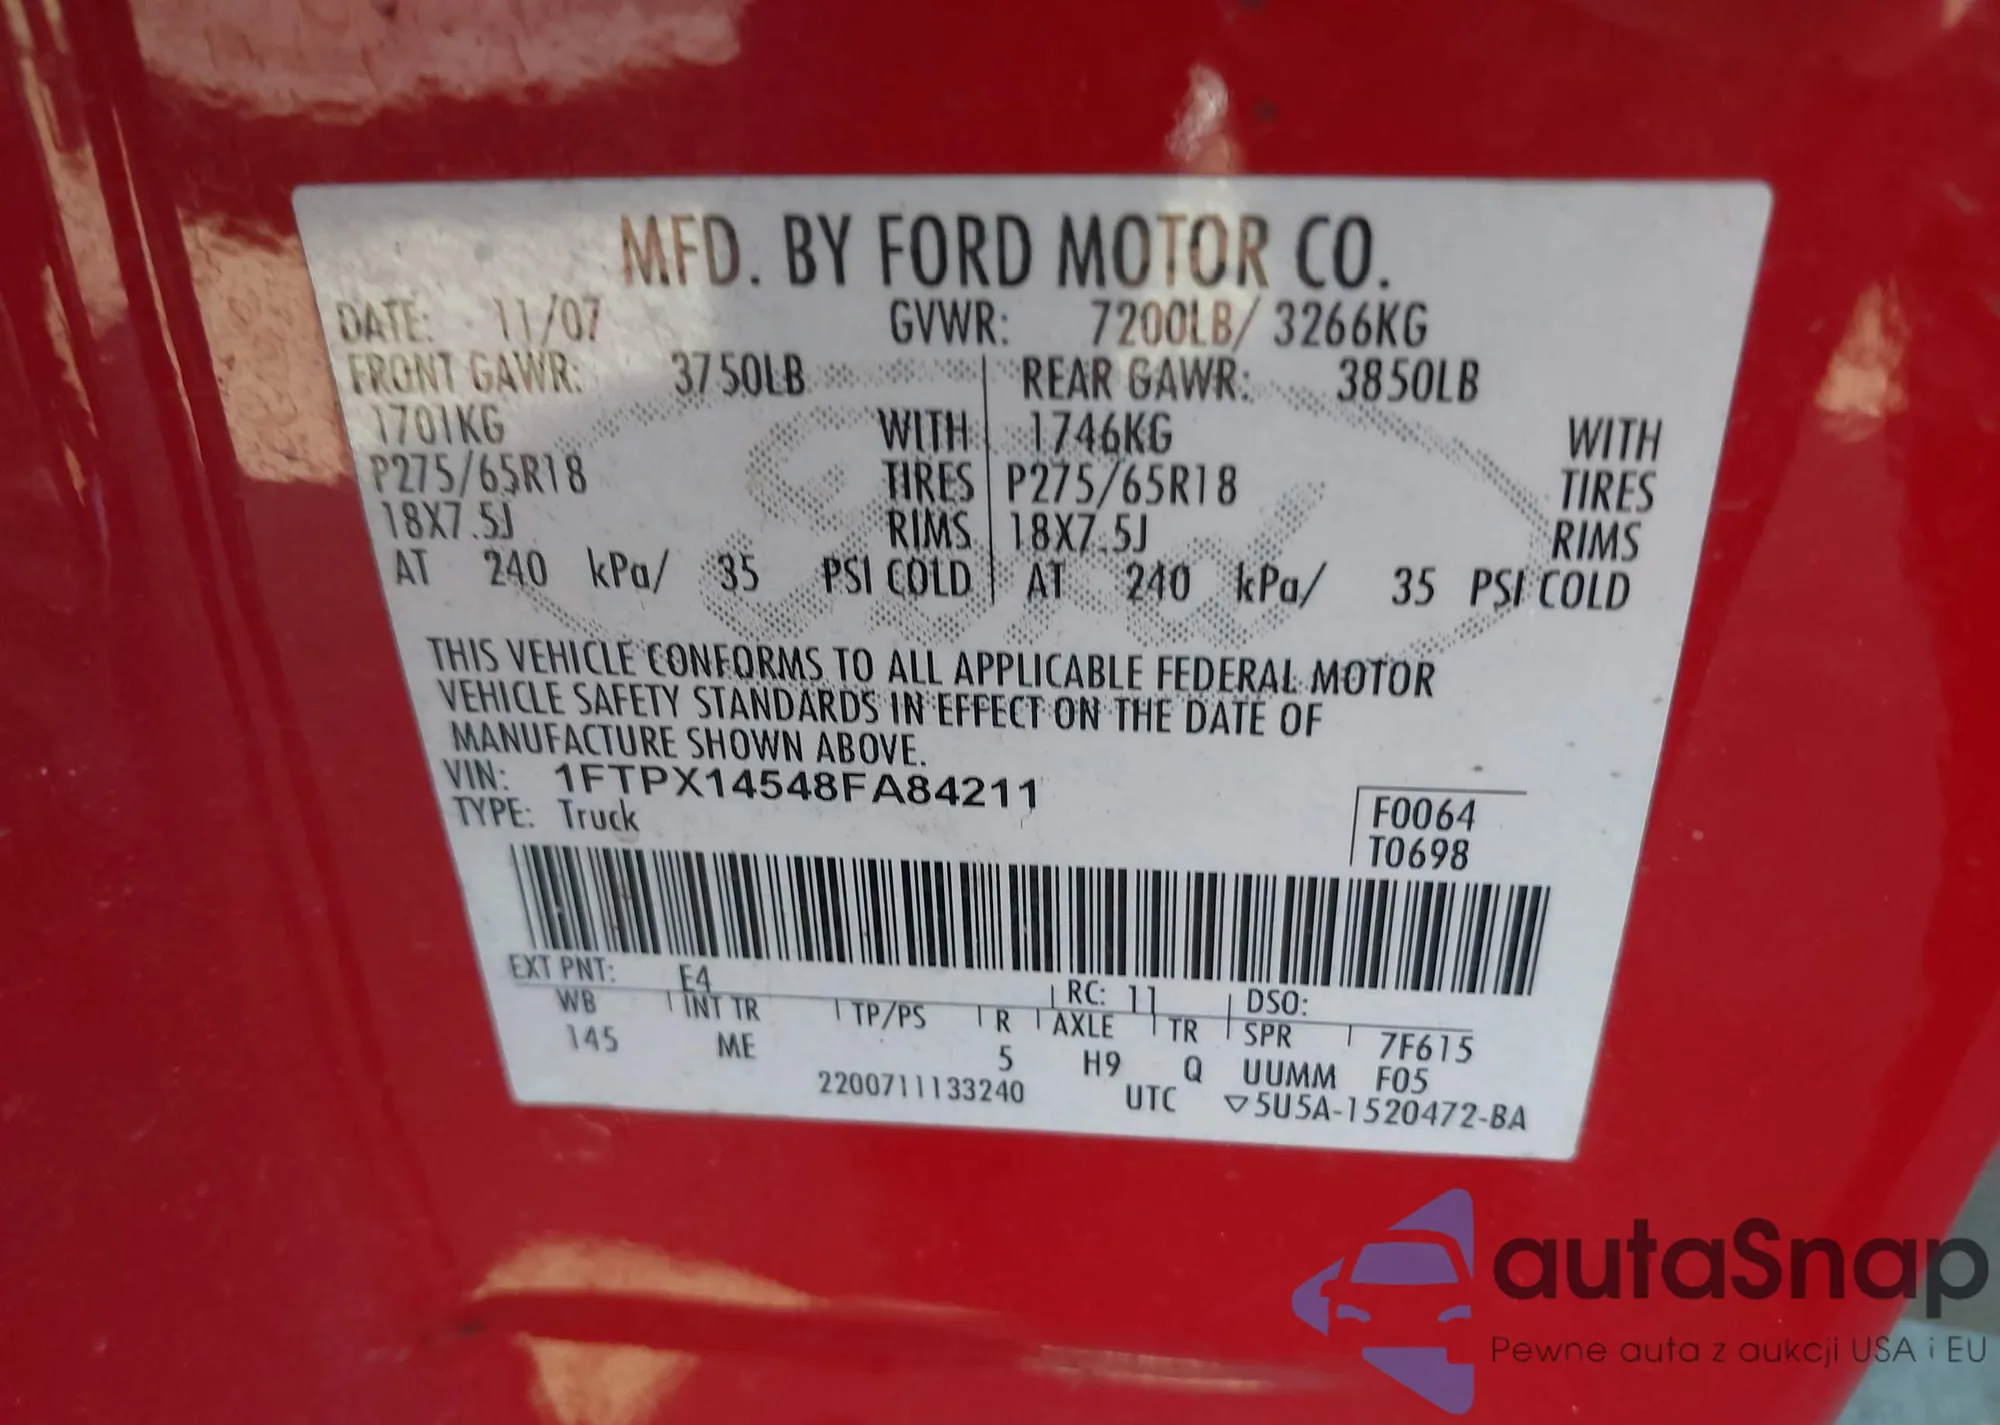 MFD. BY FORD MOTOR CO.
DATE: 11/07 GVWR: 7200LB/ 3266KG
FRONT GAWR: 3750LB REAR GAWR: 3850LB
1701KG WITH 1746KG WITH
P275/65R18 TIRES P275/65R18 TIRES
18X7.5J RIMS 18X7.5J RIMS
AT 240 kPa/ 35 PSI COLD AT 240 kPa/ 35 PSI COLD
THIS VEHICLE CONFORMS TO ALL APPLICABLE FEDERAL MOTOR
VEHICLE SAFETY STANDARDS IN EFFECT ON THE DATE OF
MANUFACTURE SHOWN ABOVE.
VIN: 1FTPX14548FA84211
TYPE: Truck
F0064
T0698
EXT PNT: E4 RC: 11 DSO:
WB INT TR TP/PS R AXLE TR SPR 7F615
145 ME 5 H9 Q UUMM F05
2200711133240 UTC ▽5U5A-1520472-BA
Ford
autaSnap
Pewne auta z aukcji USA i EU